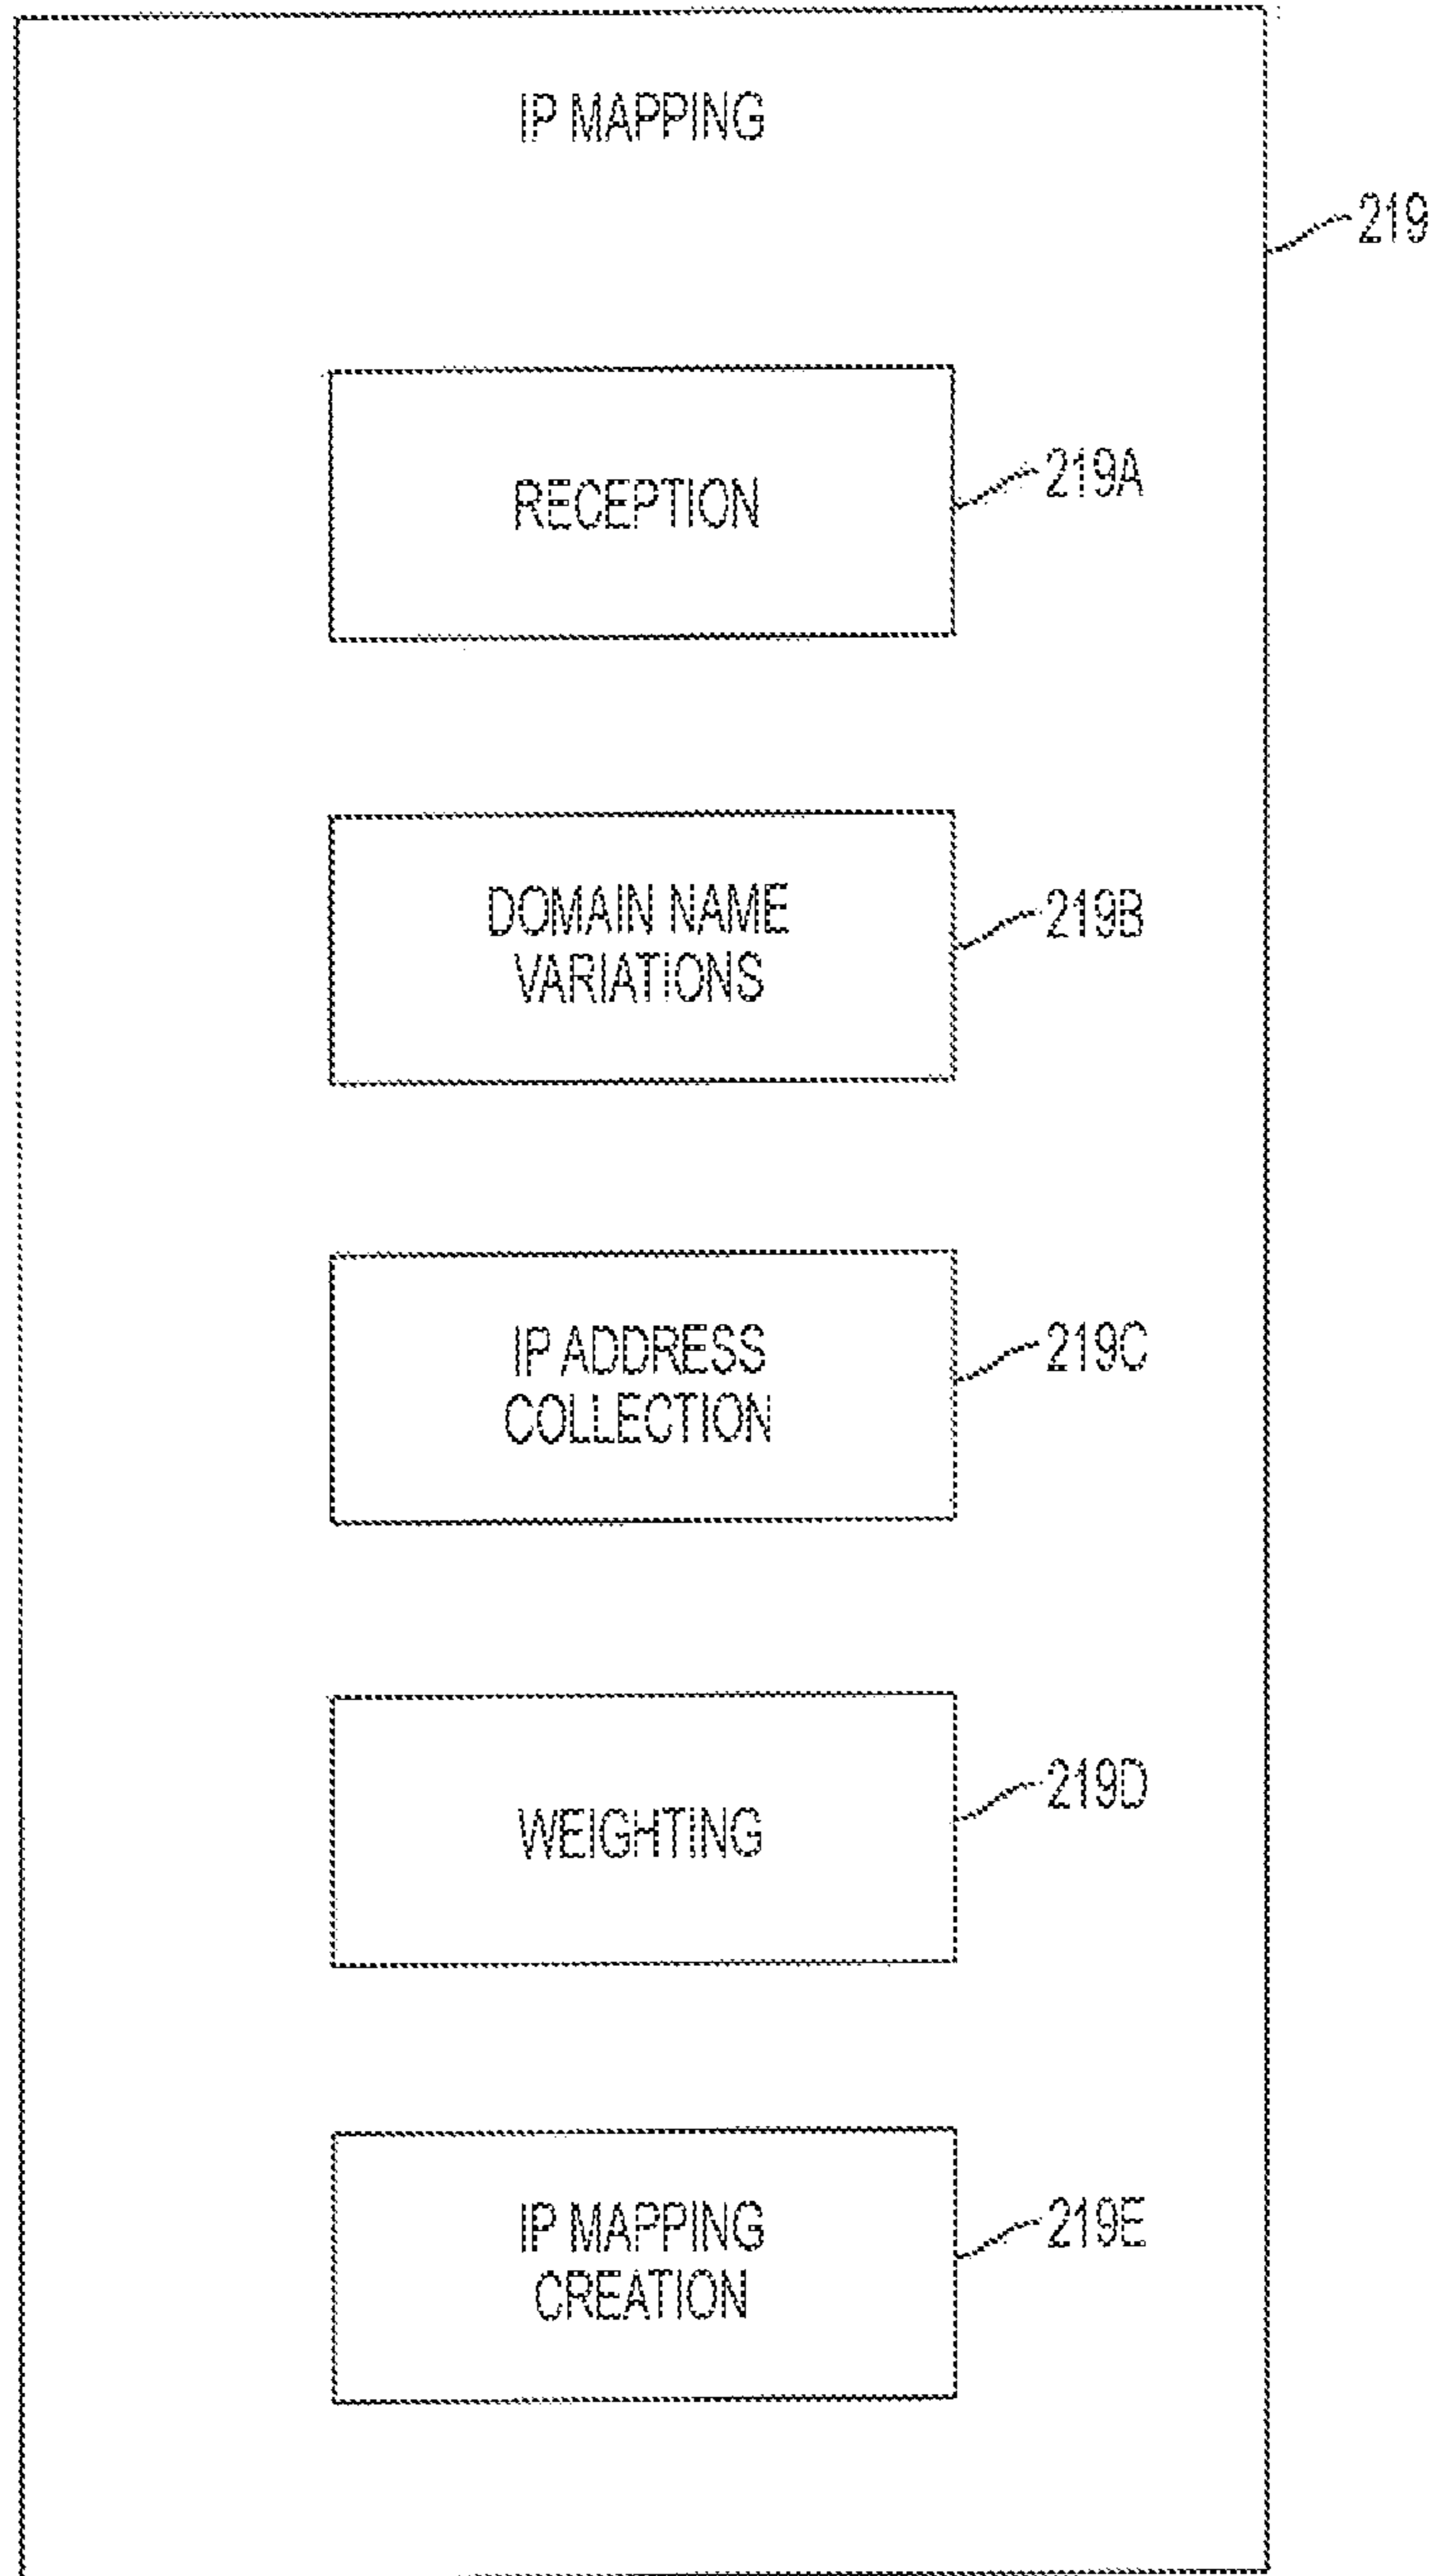 IP MAPPING
219
RECEPTION
219A
DOMAIN NAME
VARIATIONS
219B
IP ADDRESS
COLLECTION
219C
WEIGHTING
219D
IP MAPPING
CREATION
219E